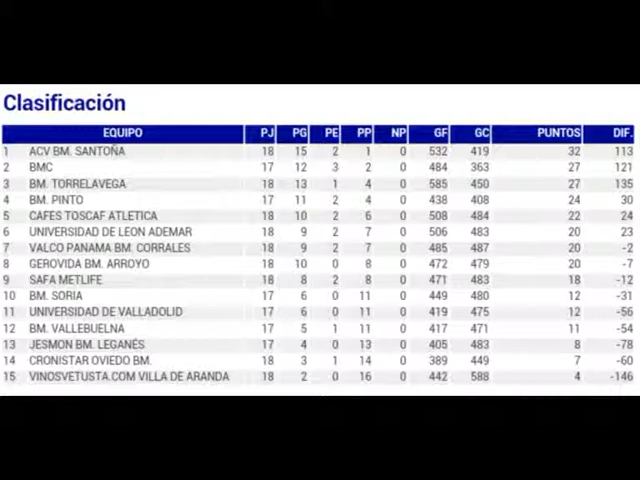 Clasificación
EQUIPO PJ PG PE PP NP GF GC PUNTOS DIF.
1 ACV BM. SANTOÑA 18 15 2 1 0 532 419 32 113
2 BMC 17 12 3 2 0 484 363 27 121
3 BM. TORRELAVEGA 18 13 1 4 0 585 450 27 135
4 BM. PINTO 17 11 2 4 0 438 408 24 30
5 CAFES TOSCAF ATLETICA 18 10 2 6 0 508 484 22 24
6 UNIVERSIDAD DE LEON ADEMAR 18 9 2 7 0 506 483 20 23
7 VALCO PANAMA BM. CORRALES 18 9 2 7 0 485 487 20 -2
8 GEROVIDA BM. ARROYO 18 10 0 8 0 472 479 20 -7
9 SAFA METLIFE 18 8 2 8 0 471 483 18 -12
10 BM. SORIA 17 6 0 11 0 449 480 12 -31
11 UNIVERSIDAD DE VALLADOLID 17 6 0 11 0 419 475 12 -56
12 BM. VALLEBUELNA 17 5 1 11 0 417 471 11 -54
13 JESMON BM. LEGANÉS 17 4 0 13 0 405 483 8 -78
14 CRONISTAR OVIEDO BM. 18 3 1 14 0 389 449 7 -60
15 VINOSVETUSTA.COM VILLA DE ARANDA 18 2 0 16 0 442 588 4 -146